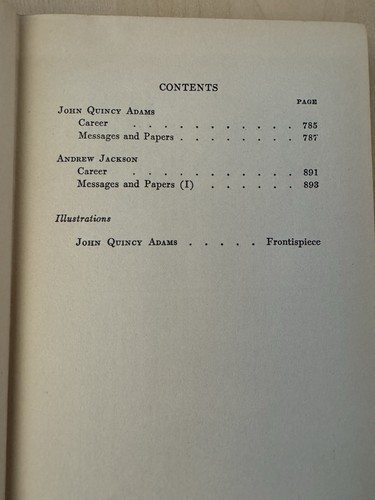 CONTENTS
PAGE
JOHN QUINCY ADAMS
Career . . . . . . . . . . . 785
Messages and Papers . . . . . . . . 787
ANDREW JACKSON
Career . . . . . . . . . . . 891
Messages and Papers (I) . . . . . . 893
Illustrations
JOHN QUINCY ADAMS . . . . . Frontispiece